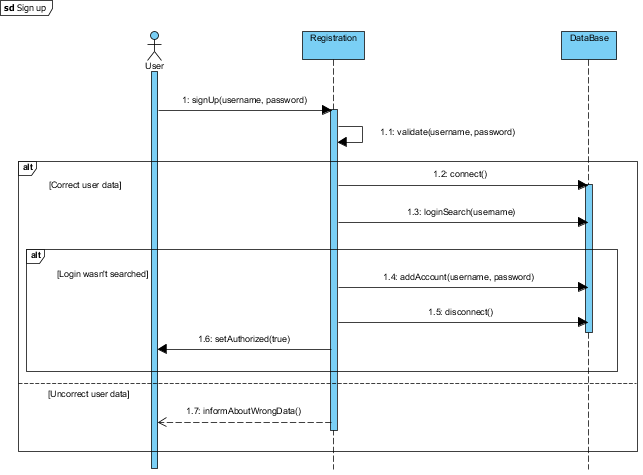 sd Sign up
Registration
DataBase
User
1: signUp(username, password)
1.1: validate(username, password)
alt
[Correct user data]
1.2: connect()
1.3: loginSearch(username)
alt
[Login wasn't searched]
1.4: addAccount(username, password)
1.5: disconnect()
1.6: setAuthorized(true)
[Uncorrect user data]
1.7: informAboutWrongData()